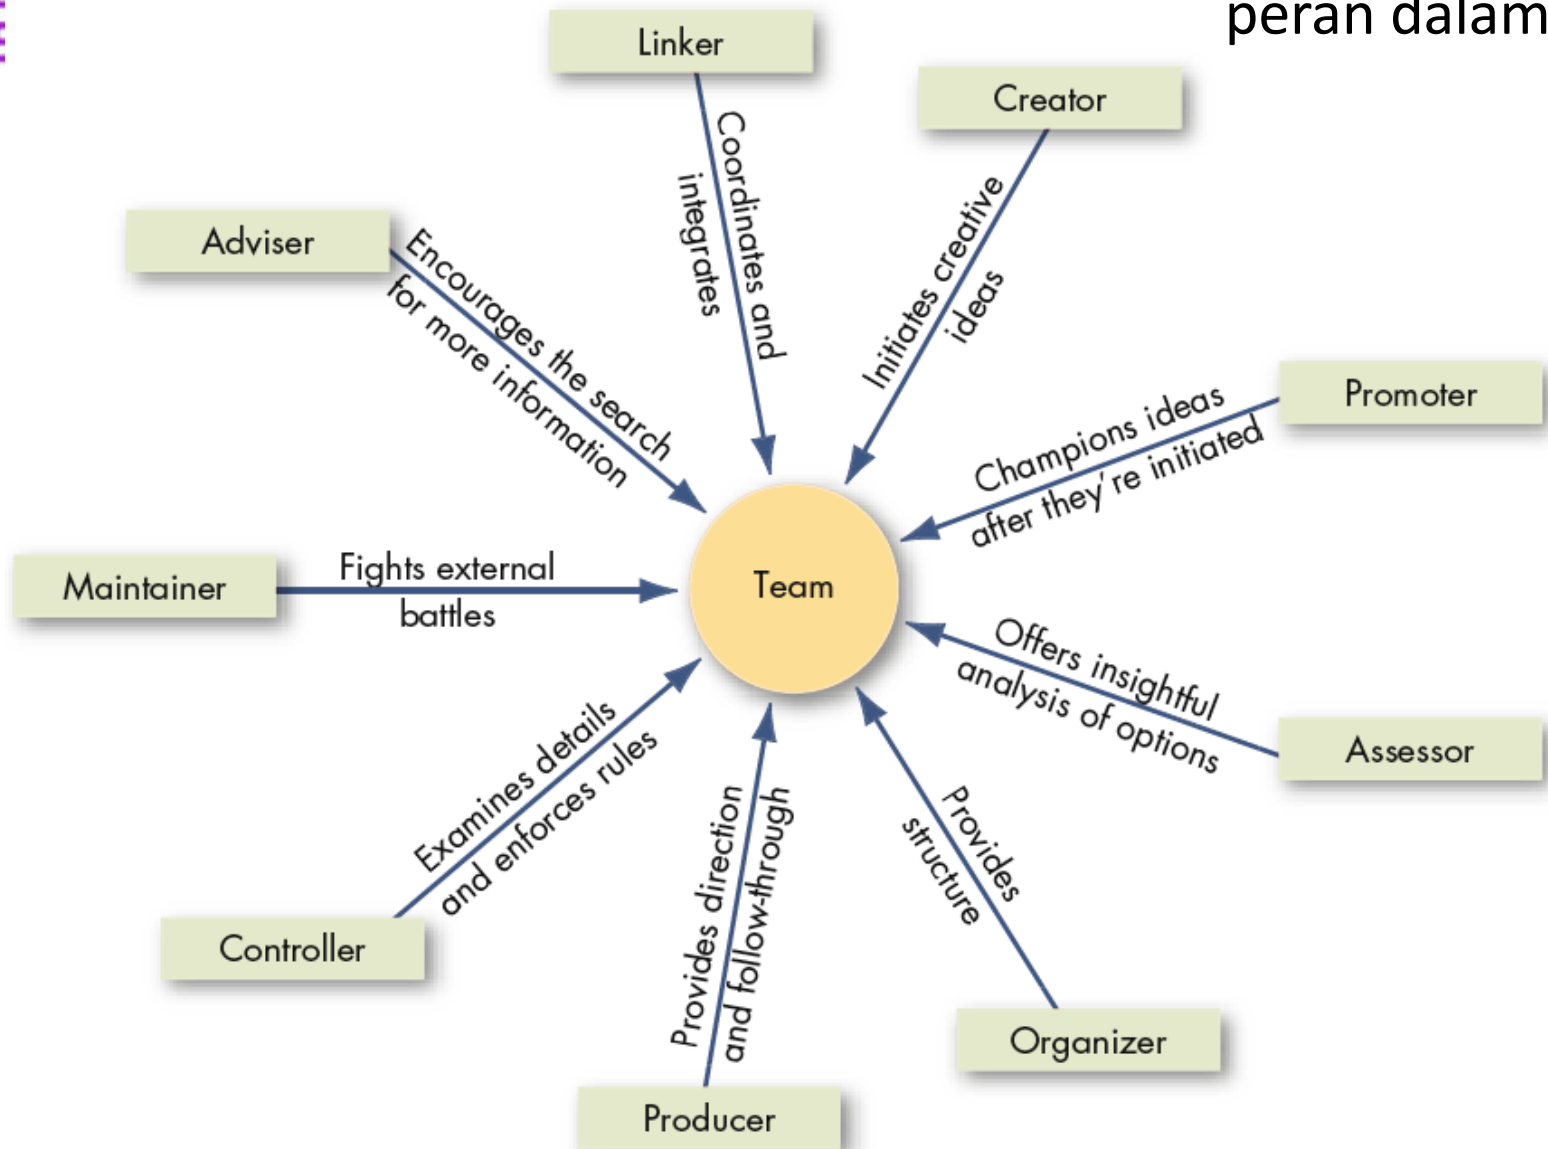 peran dalam
Linker
Coordinates and
integrates
Creator
Initiates creative
ideas
Adviser
Encourages the search
for more information
Promoter
Champions ideas
after they're initiated
Maintainer
Fights external
battles
Team
Offers insightful
analysis of options
Assessor
Examines details
and enforces rules
Controller
Provides direction
and follow-through
Producer
Provides
structure
Organizer